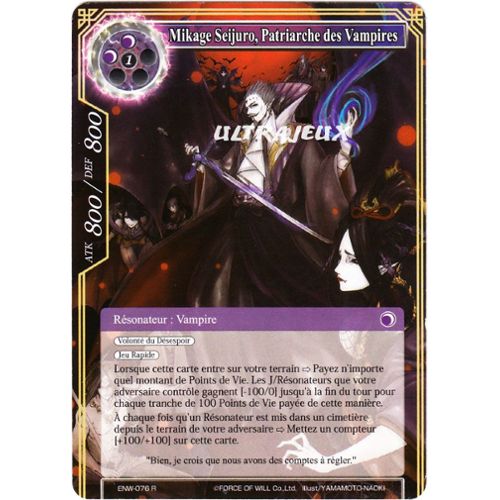 Mikage Seijuro, Patriarche des Vampires
1
ATK 800 / DEF 800
ULTRAJEUX
Résonateur : Vampire
Volonté du Désespoir
Jeu Rapide
Lorsque cette carte entre sur votre terrain ⇨ Payez n'importe
quel montant de Points de Vie. Les J/Résonateurs que votre
adversaire contrôle gagnent [-100/0] jusqu'à la fin du tour pour
chaque tranche de 100 Points de Vie payée de cette manière.
À chaque fois qu'un Résonateur est mis dans un cimetière
depuis le terrain de votre adversaire ⇨ Mettez un compteur
[+100/+100] sur cette carte.
"Bien, je crois que nous avons des comptes à régler."
ENW-076 R
©FORCE OF WILL Co.,Ltd. Illust/YAMAMOTO-NAOKI